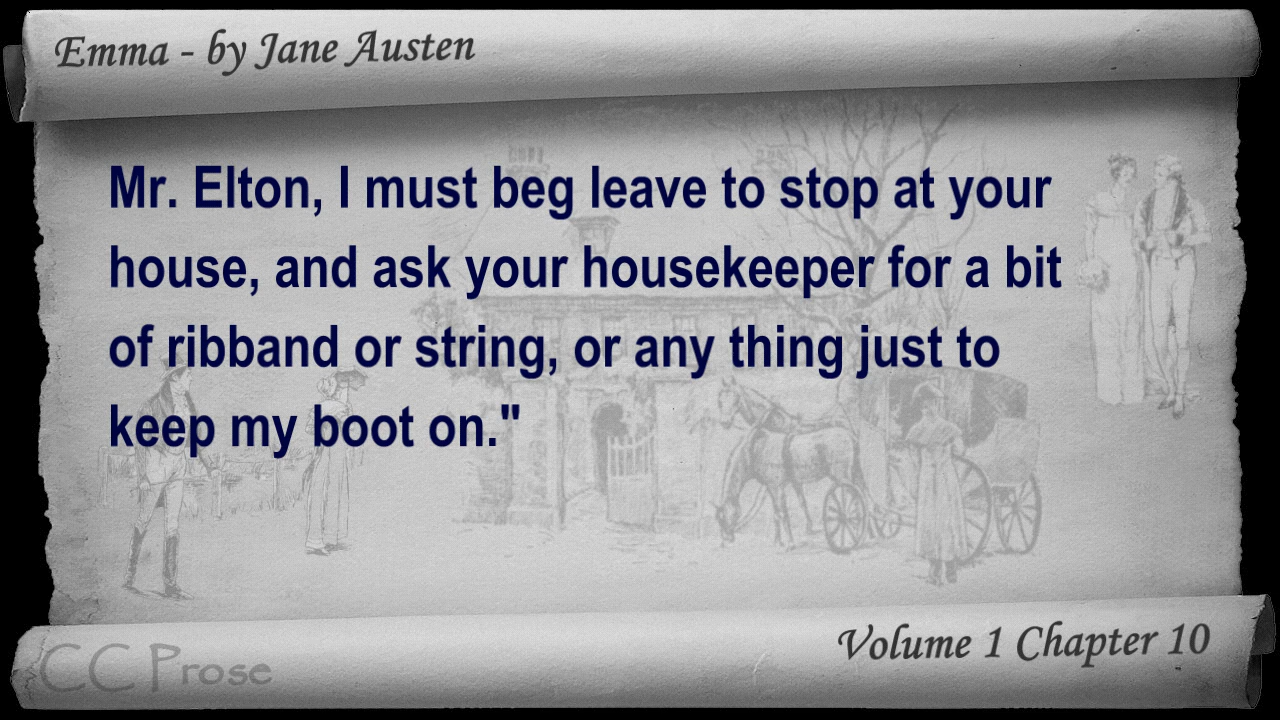 Emma - by Jane Austen
Mr. Elton, I must beg leave to stop at your
house, and ask your housekeeper for a bit
of ribband or string, or any thing just to
keep my boot on."
Volume 1 Chapter 10
CC Prose